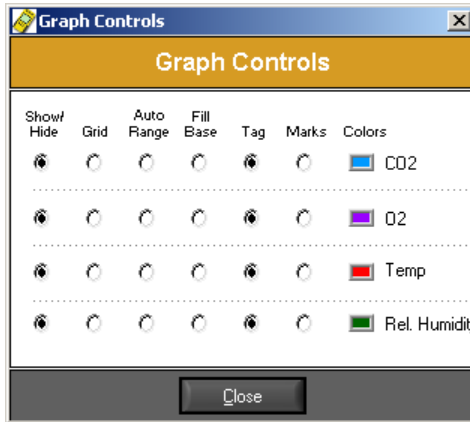 Graph Controls
Graph Controls
Show/ Hide Grid Auto Range Fill Base Tag Marks Colors
CO2
O2
Temp
Rel. Humidit
Close